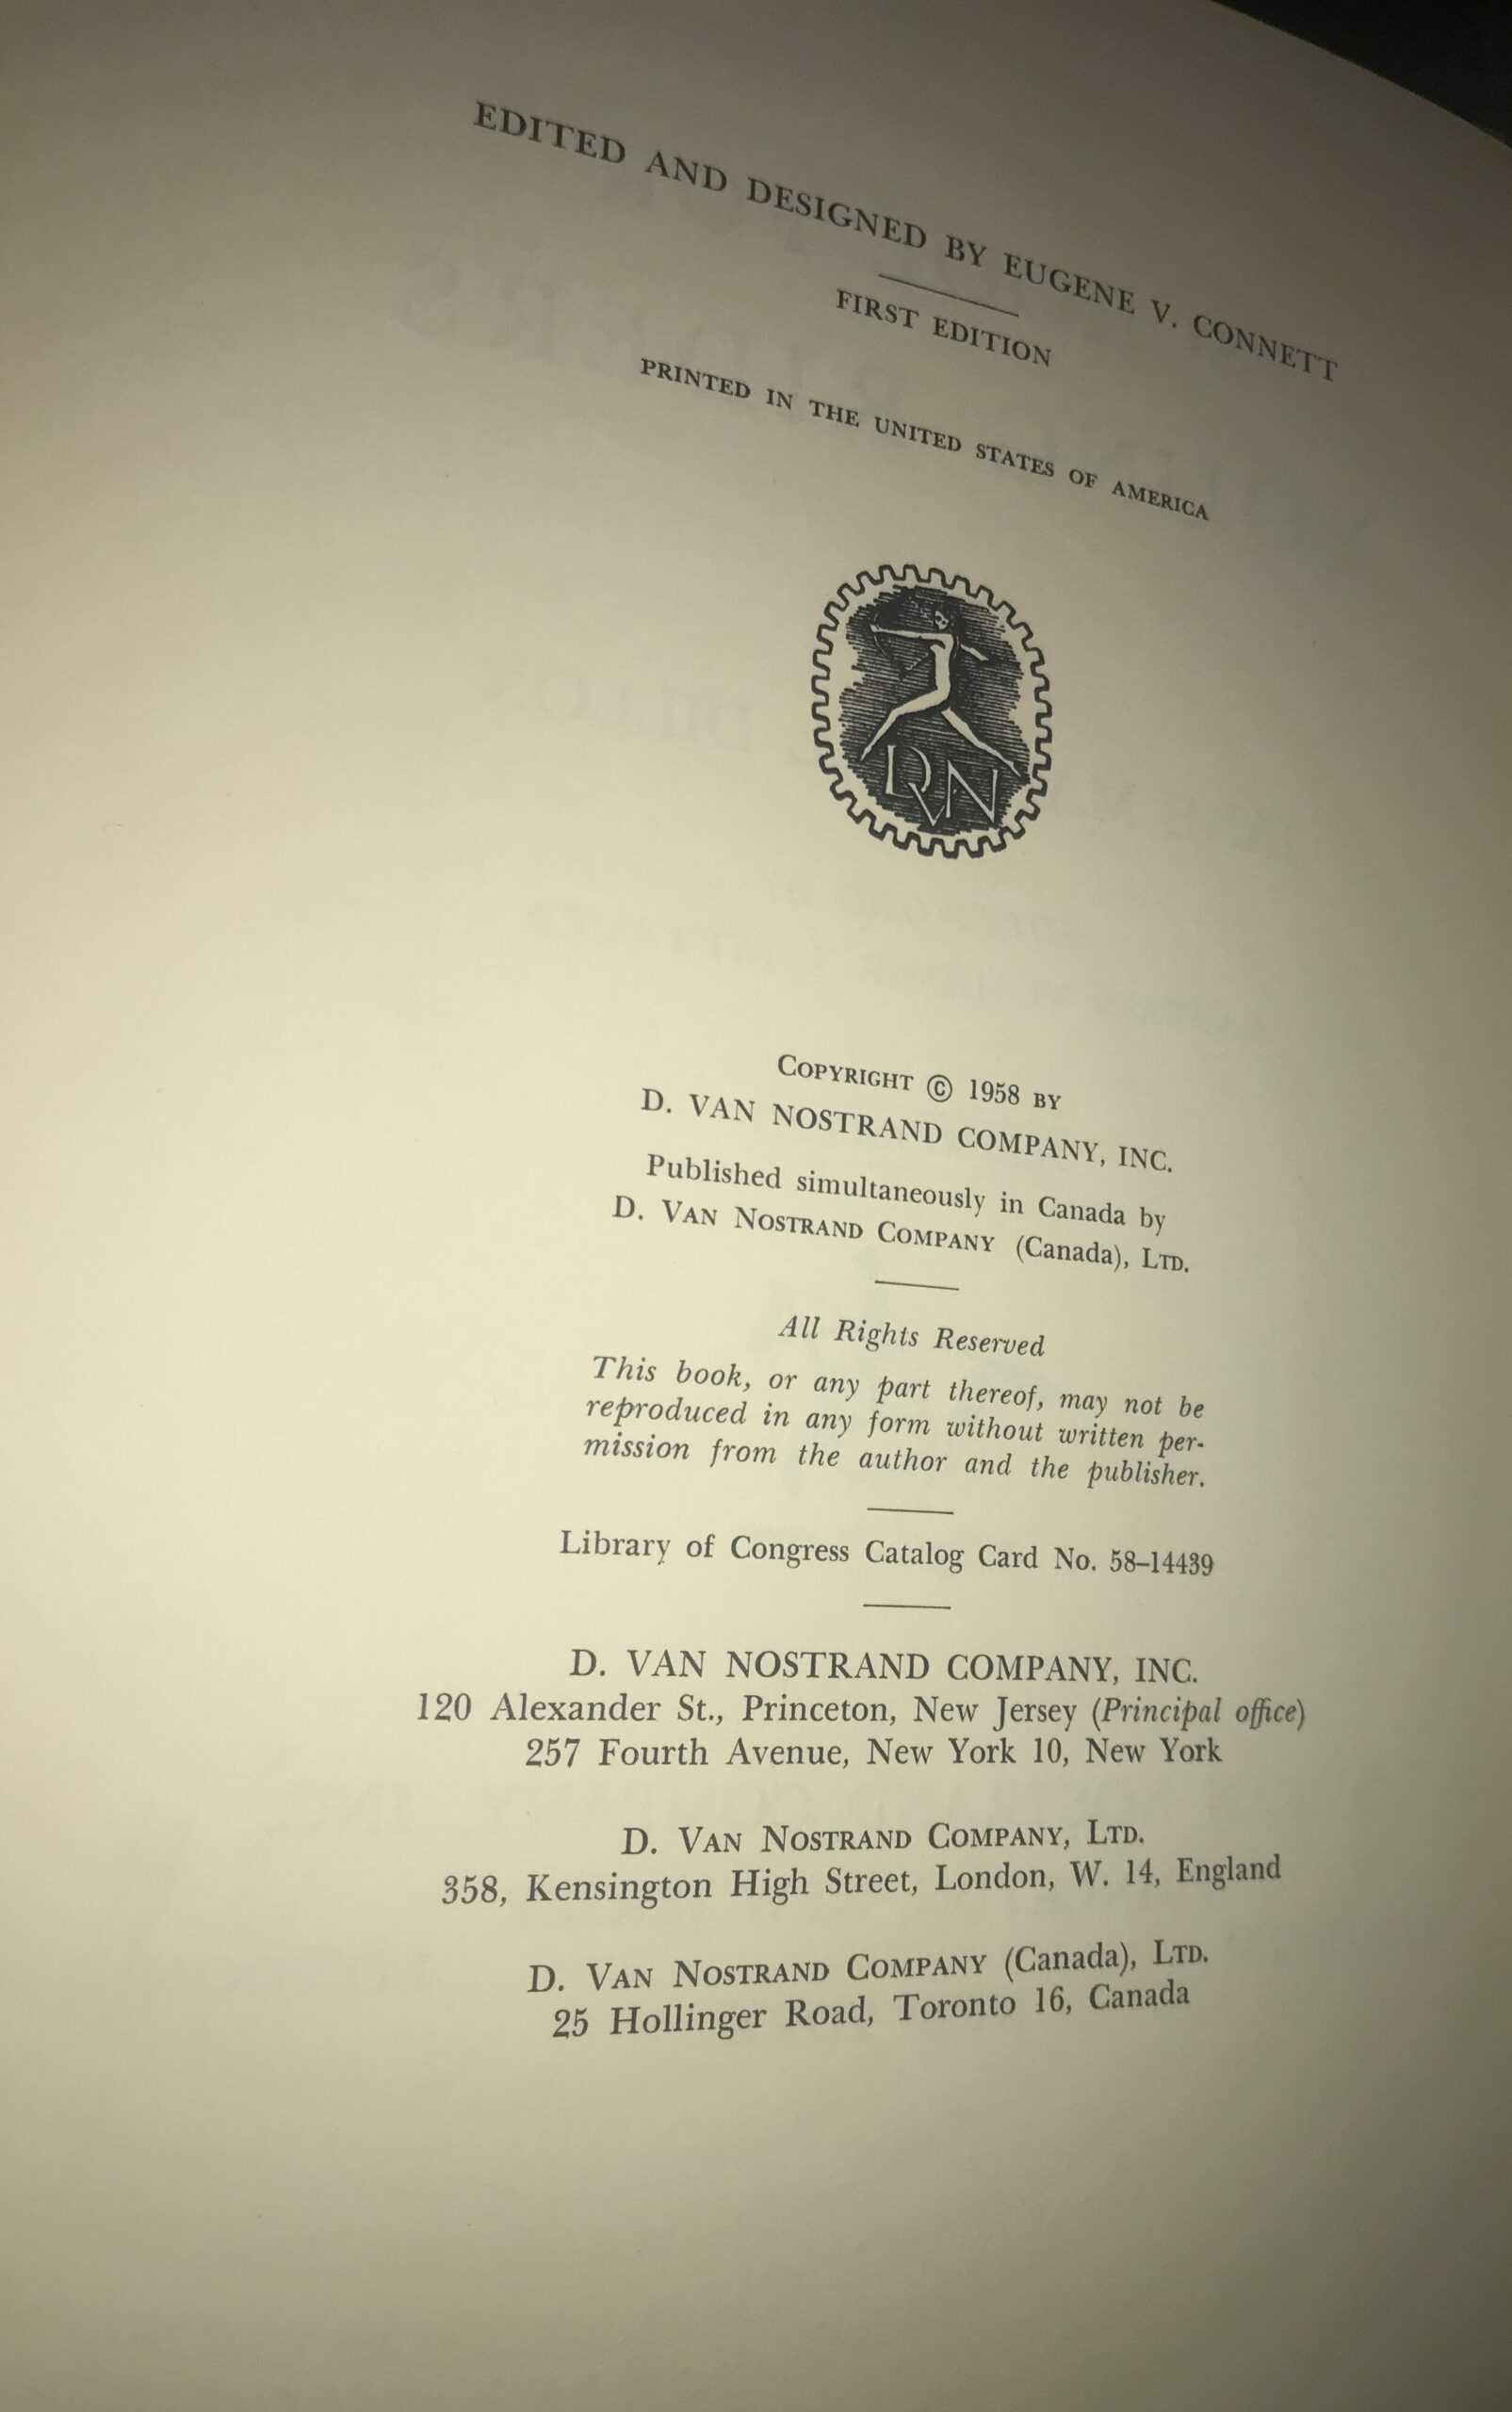 EDITED AND DESIGNED BY EUGENE V. CONNETT
FIRST EDITION
PRINTED IN THE UNITED STATES OF AMERICA
DVN
COPYRIGHT © 1958 BY
D. VAN NOSTRAND COMPANY, INC.
Published simultaneously in Canada by
D. VAN NOSTRAND COMPANY (Canada), LTD.
All Rights Reserved
This book, or any part thereof, may not be
reproduced in any form without written per-
mission from the author and the publisher.
Library of Congress Catalog Card No. 58–14439
D. VAN NOSTRAND COMPANY, INC.
120 Alexander St., Princeton, New Jersey (Principal office)
257 Fourth Avenue, New York 10, New York
D. VAN NOSTRAND COMPANY, LTD.
358, Kensington High Street, London, W. 14, England
D. VAN NOSTRAND COMPANY (Canada), LTD.
25 Hollinger Road, Toronto 16, Canada